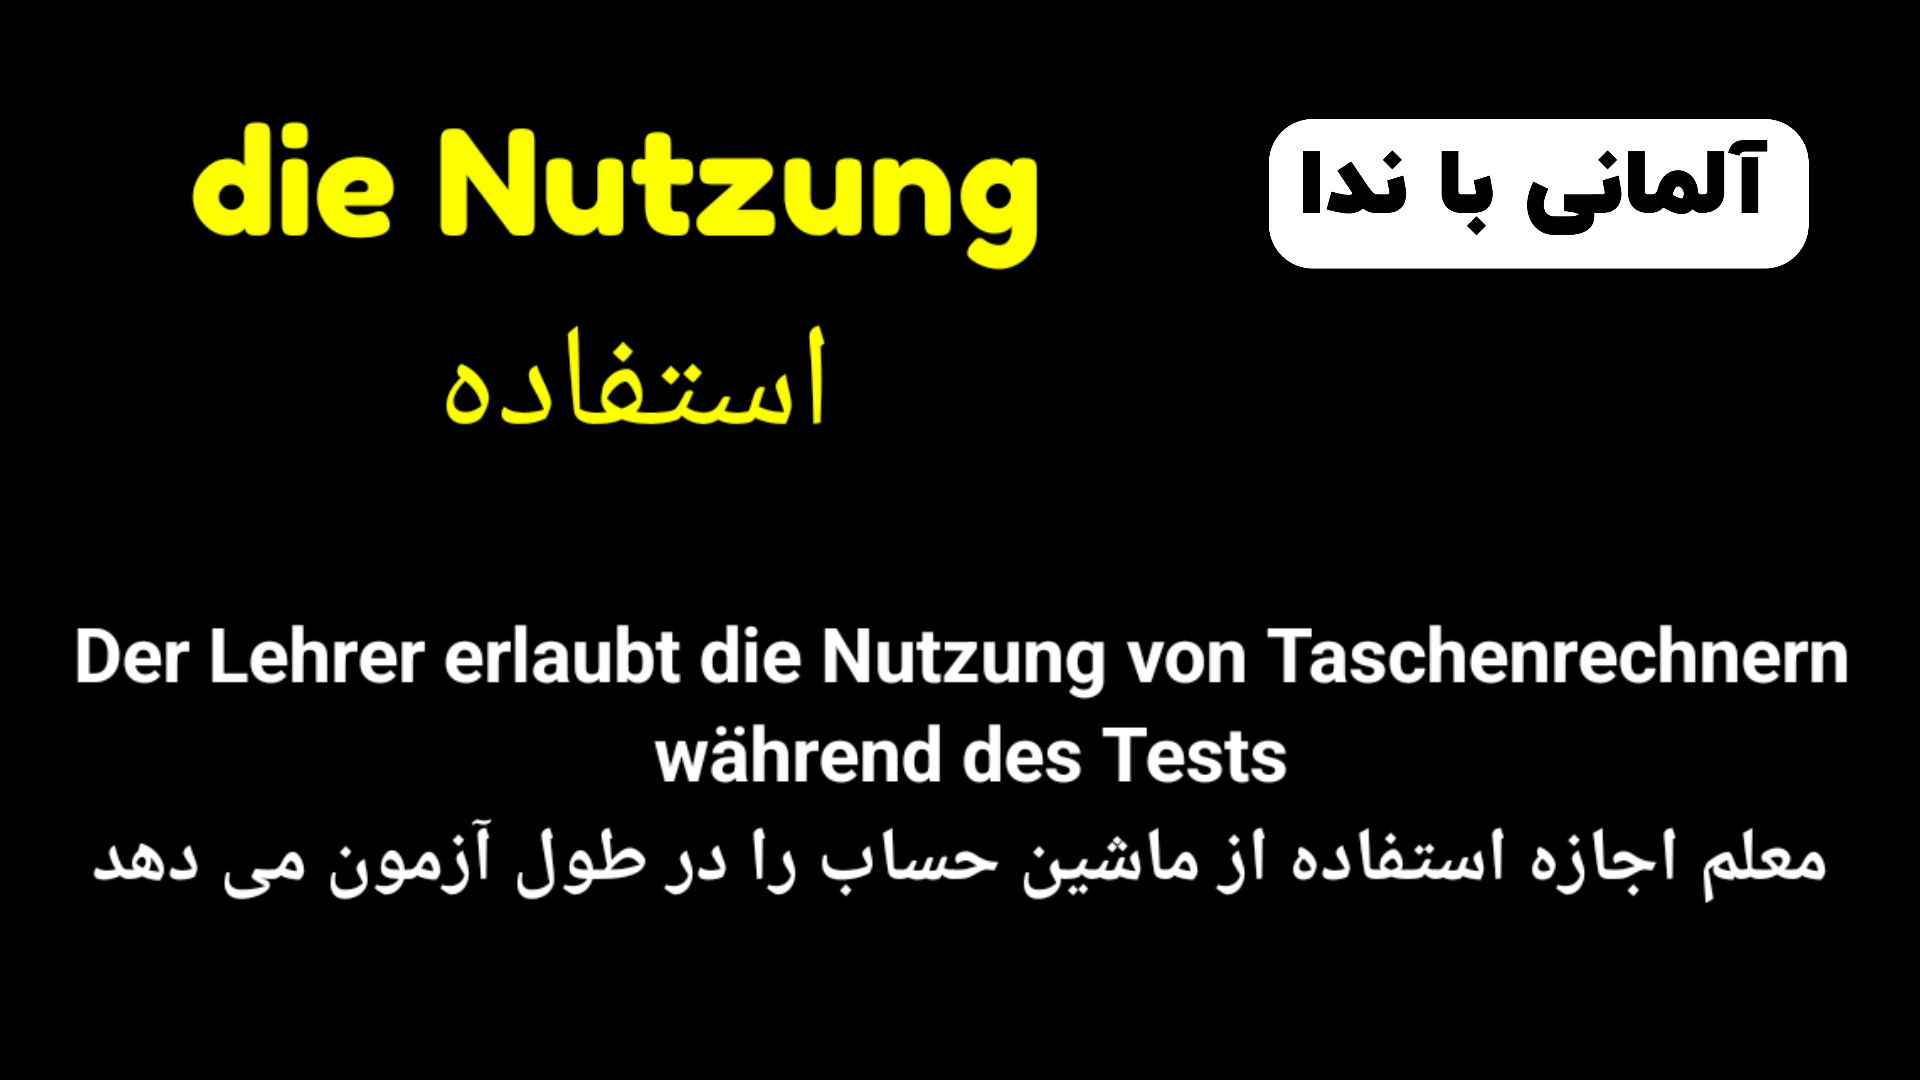 die Nutzung
آلمانی با ندا
استفاده
Der Lehrer erlaubt die Nutzung von Taschenrechnern
während des Tests
معلم اجازه استفاده از ماشین حساب را در طول آزمون می دهد